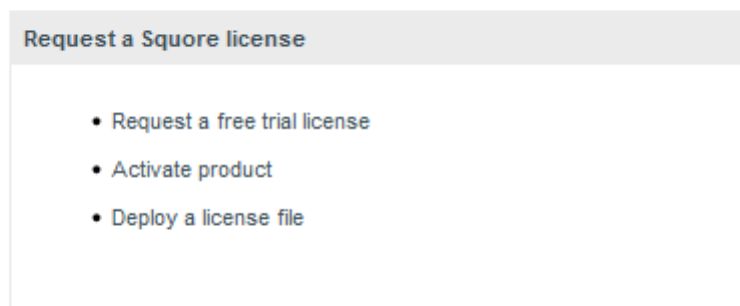 Request a Squore license
• Request a free trial license
• Activate product
• Deploy a license file